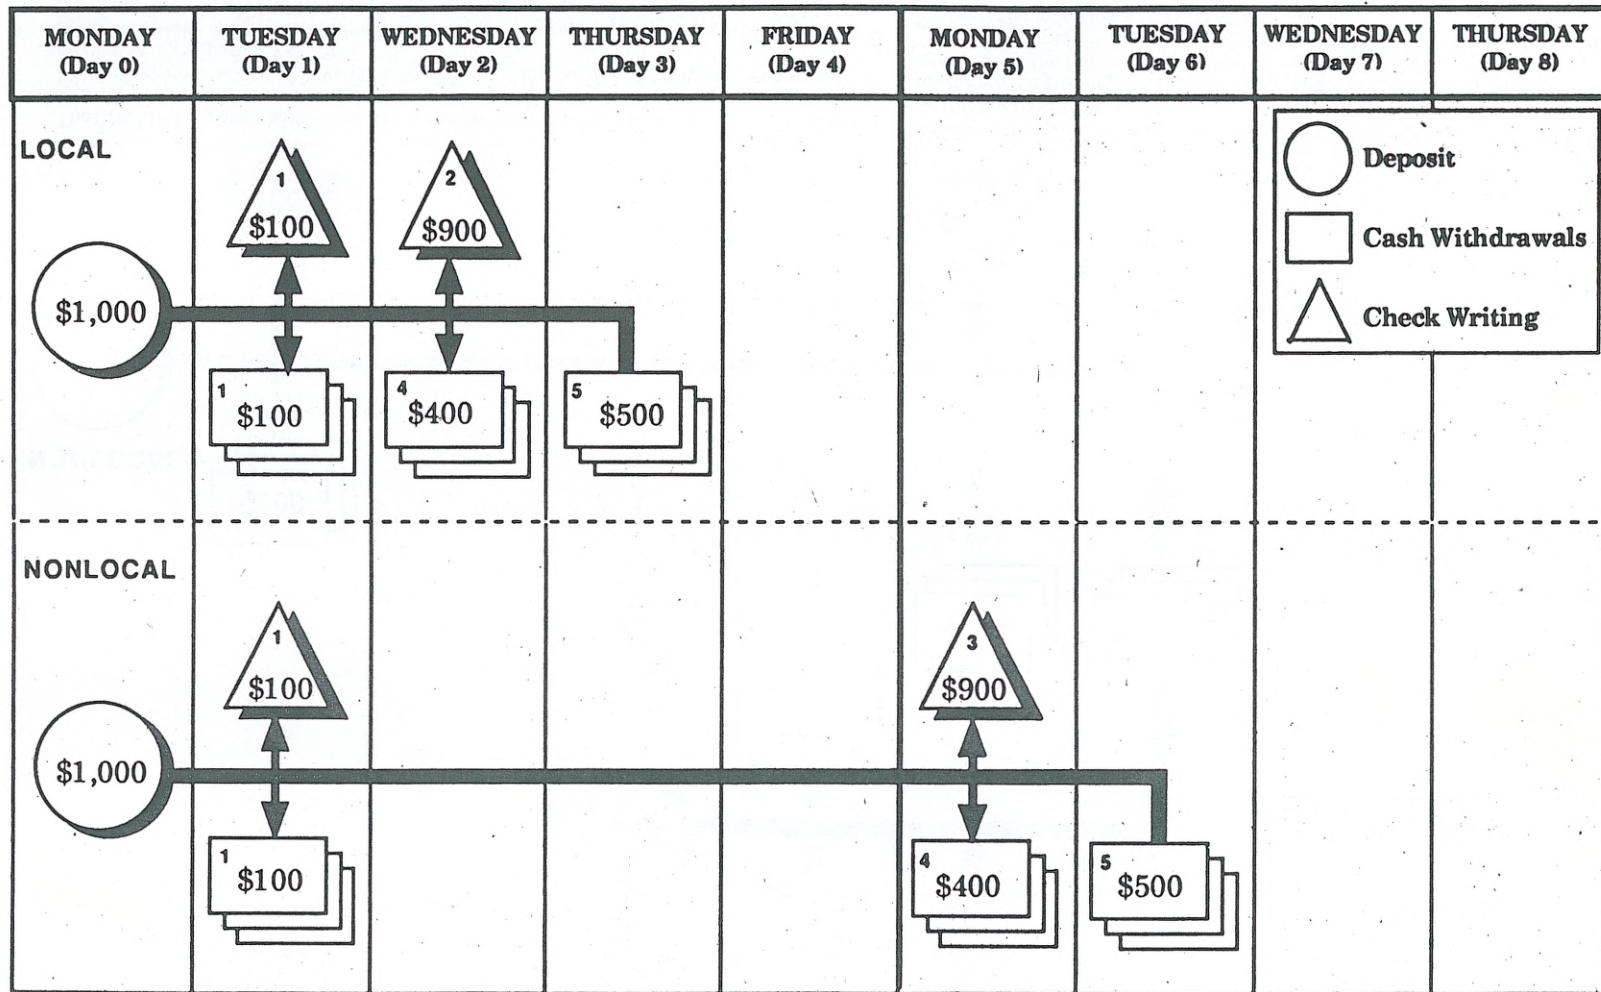 MONDAY
(Day 0)
TUESDAY
(Day 1)
WEDNESDAY
(Day 2)
THURSDAY
(Day 3)
FRIDAY
(Day 4)
MONDAY
(Day 5)
TUESDAY
(Day 6)
WEDNESDAY
(Day 7)
THURSDAY
(Day 8)
LOCAL
$1,000
1
$100
2
$900
1
$100
4
$400
5
$500
Deposit
Cash Withdrawals
Check Writing
NONLOCAL
$1,000
1
$100
3
$900
1
$100
4
$400
5
$500